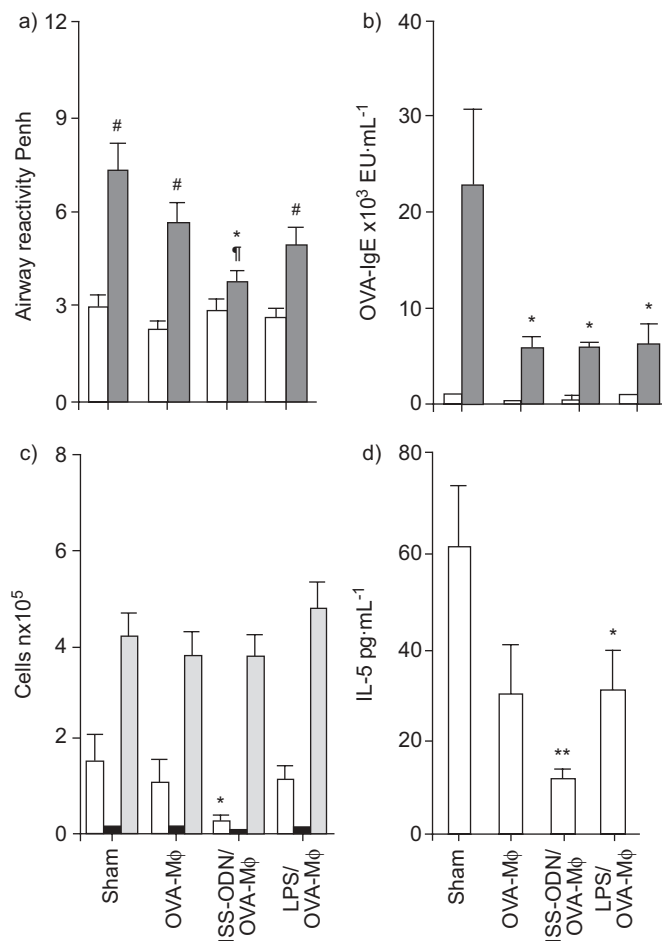 a)
Airway reactivity Penh
12
9
6
3
0
#
#
*
¶
#
b)
OVA-IgE x10³ EU·mL⁻¹
40
30
20
10
0
*
*
*
c)
Cells nx10⁵
8
6
4
2
0
*
Sham
OVA-Mϕ
ISS-ODN/
OVA-Mϕ
LPS/
OVA-Mϕ
d)
IL-5 pg·mL⁻¹
80
60
40
20
0
**
*
Sham
OVA-Mϕ
ISS-ODN/
OVA-Mϕ
LPS/
OVA-Mϕ